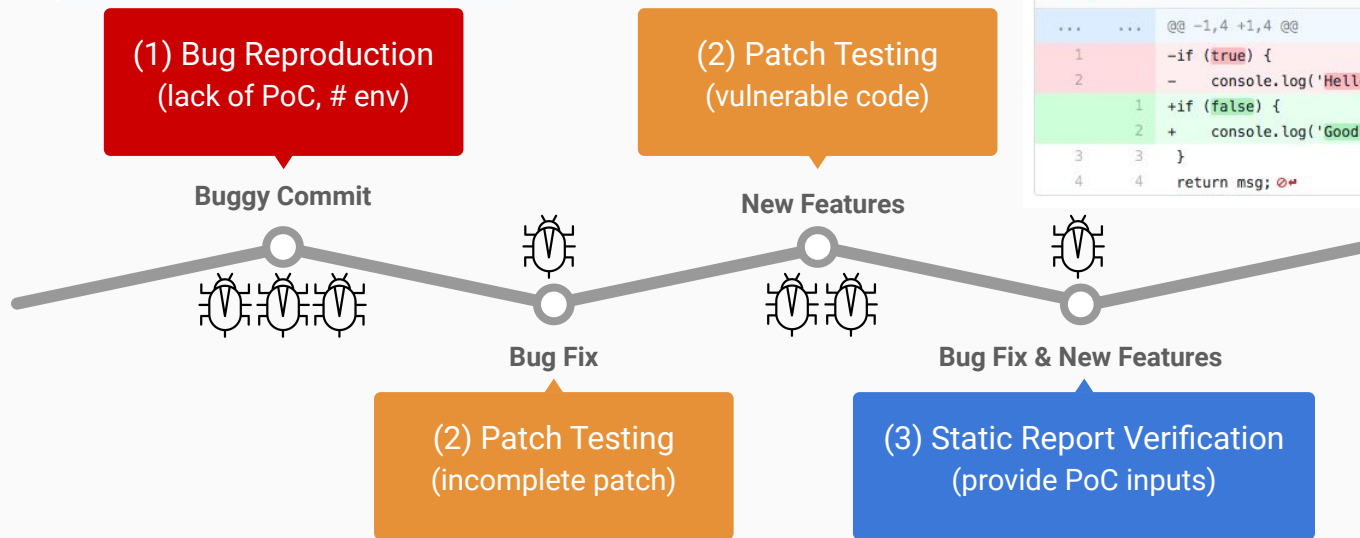 (1) Bug Reproduction
(lack of PoC, # env)
(2) Patch Testing
(vulnerable code)
... ... @@ -1,4 +1,4 @@
1 -if (true) {
2 - console.log('Hell
1 +if (false) {
2 + console.log('Good
3 3 }
4 4 return msg;
Buggy Commit
New Features
Bug Fix
Bug Fix & New Features
(2) Patch Testing
(incomplete patch)
(3) Static Report Verification
(provide PoC inputs)